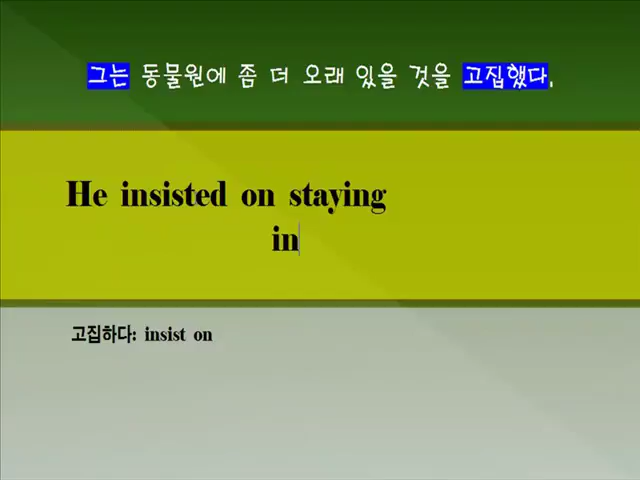 그는 동물원에 좀 더 오래 있을 것을 고집했다.
He insisted on staying
in
고집하다: insist on